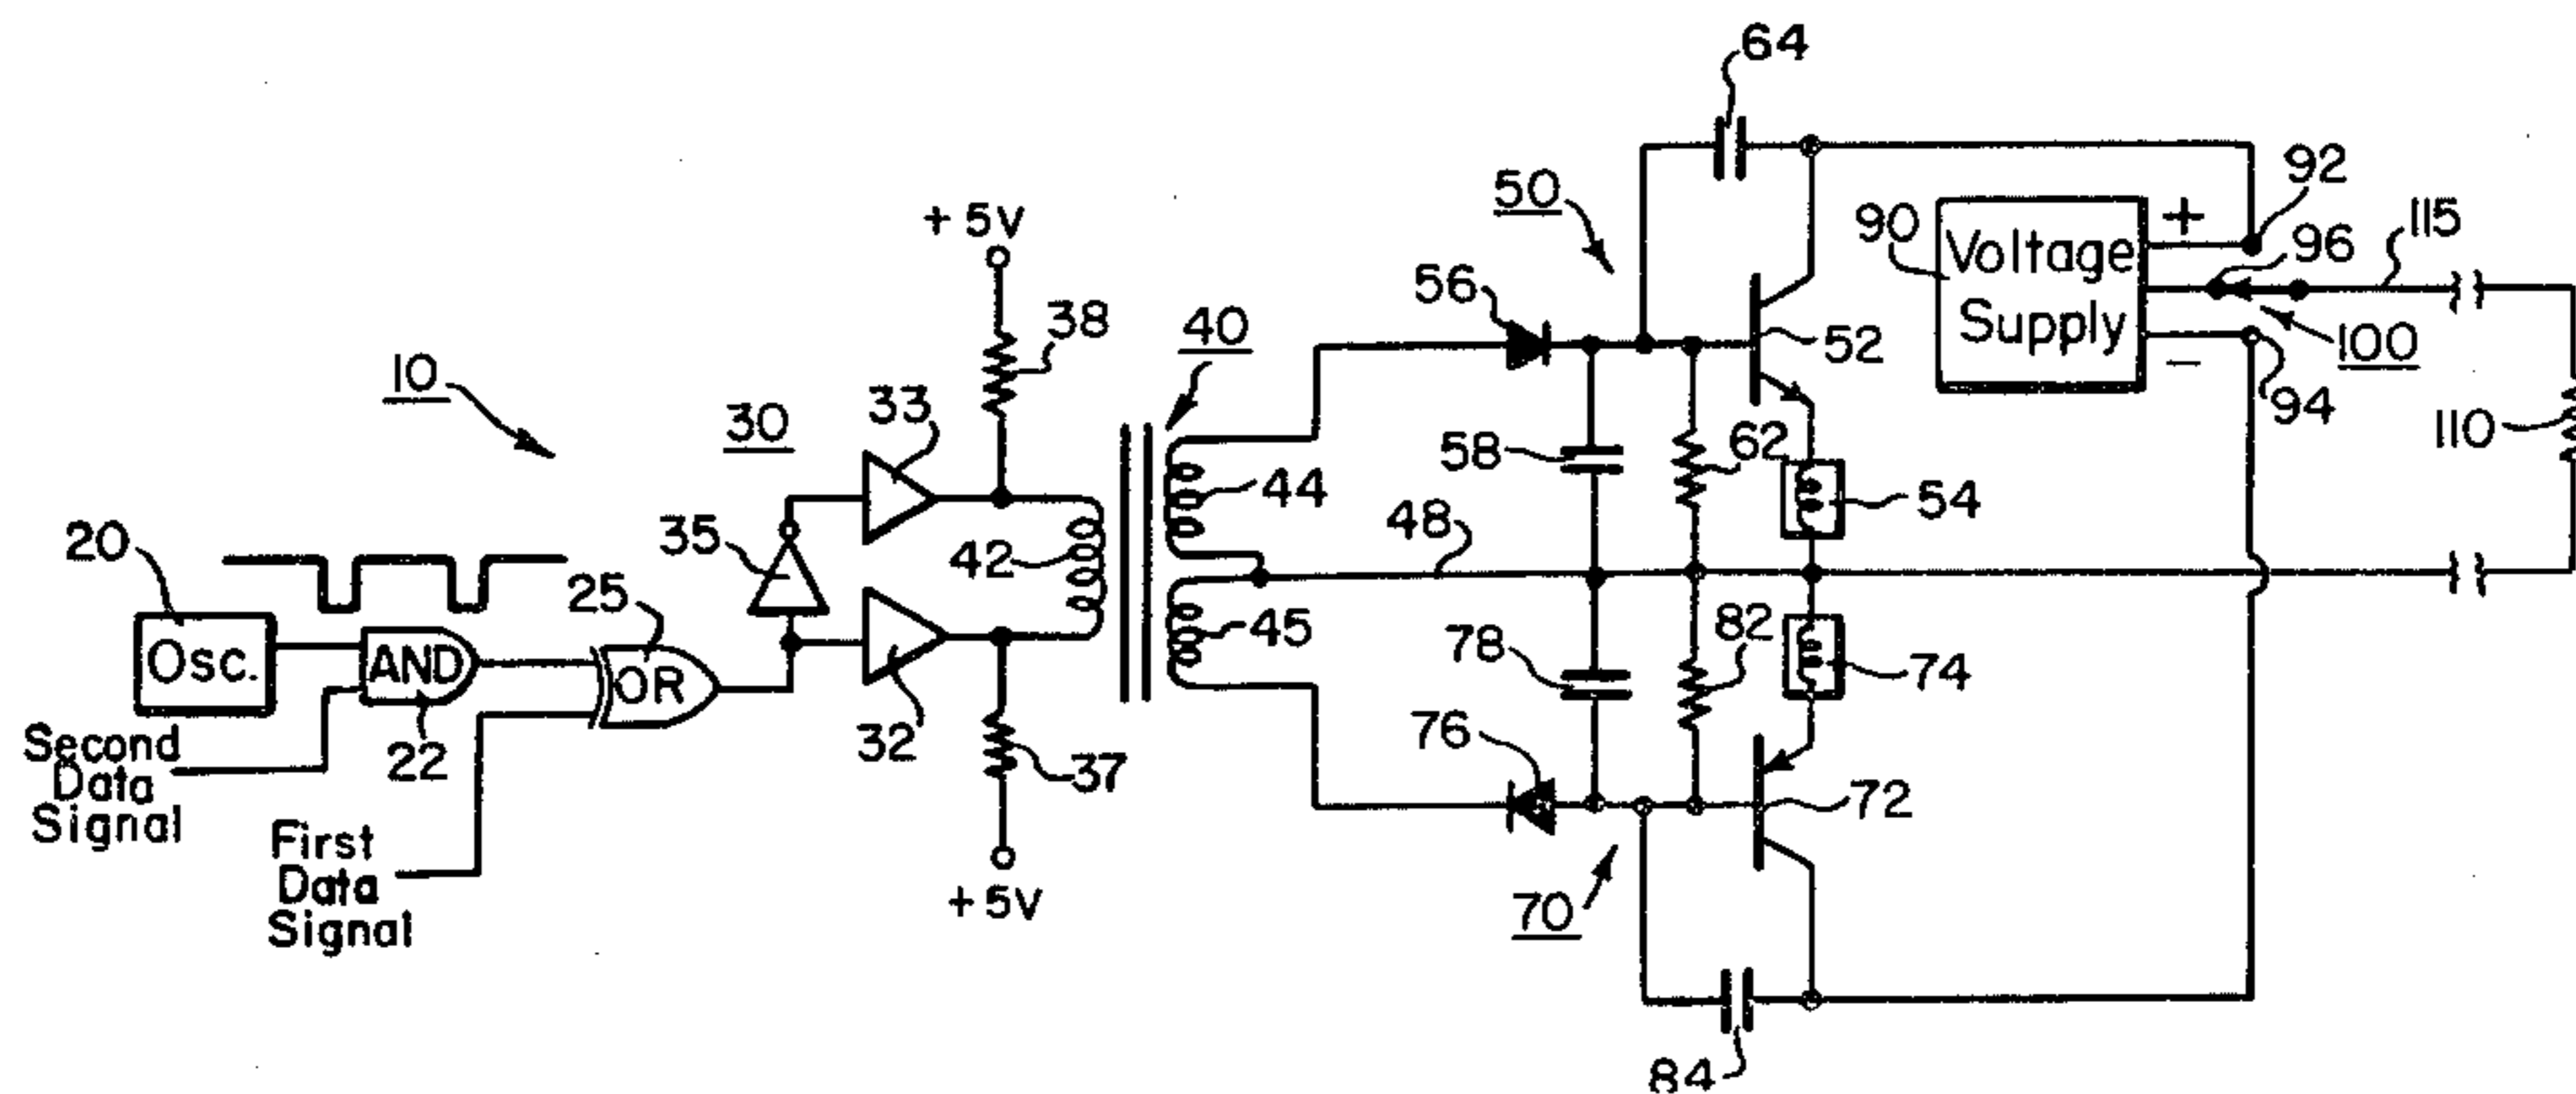 64
50
92
90
Voltage
Supply
+
96
115
+5V
56
38
40
52
100
−
94
10
33
30
58
62
110
44
54
48
20
35
42
25
Osc.
AND
OR
45
78
82
74
Second
Data
Signal
22
32
76
37
72
First
Data
Signal
+5V
70
84